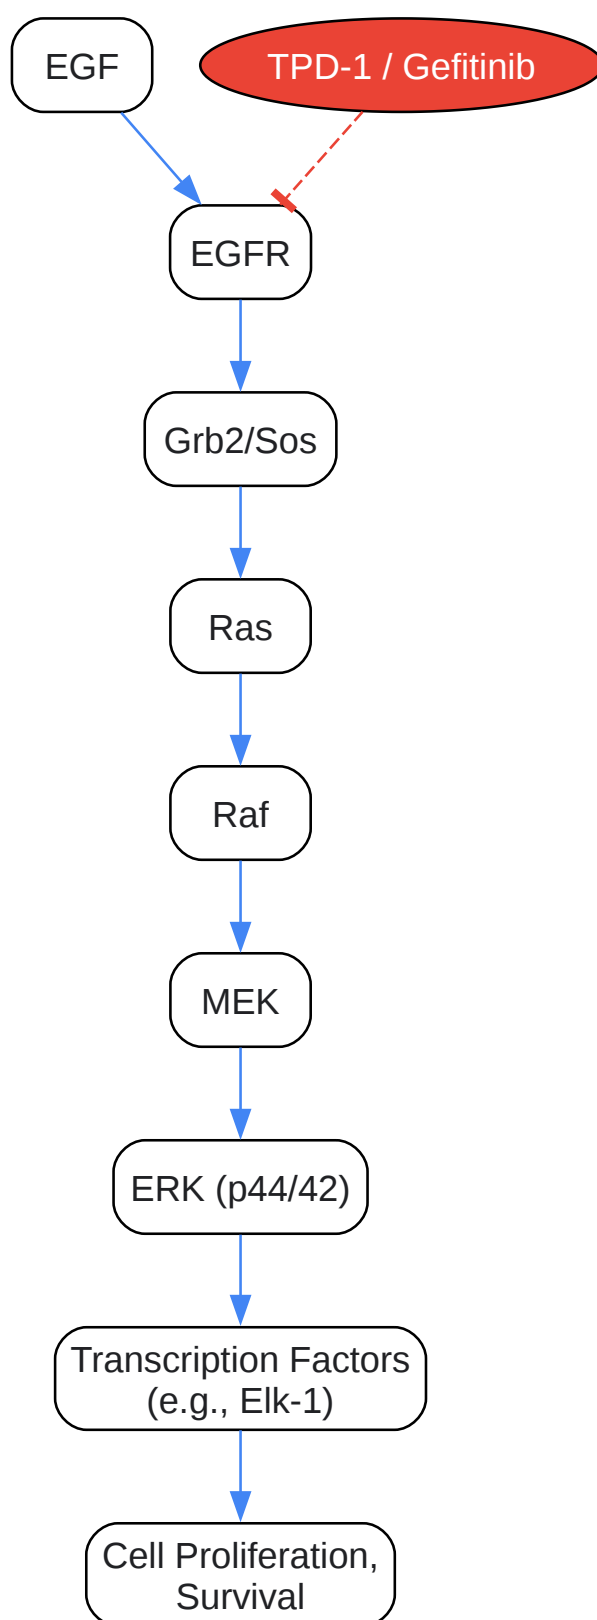 EGF
TPD-1 / Gefitinib
EGFR
Grb2/Sos
Ras
Raf
MEK
ERK (p44/42)
Transcription Factors
(e.g., Elk-1)
Cell Proliferation,
Survival